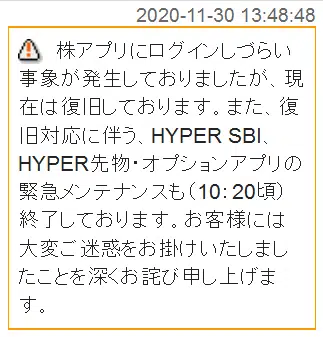 2020-11-30 13:48:48
株アプリにログインしづらい
事象が発生しておりましたが、現
在は復旧しております。また、復
旧対応に伴う、HYPER SBI、
HYPER先物・オプションアプリの
緊急メンテナンスも(10:20頃)
終了しております。お客様には
大変ご迷惑をお掛けいたしまし
たことを深くお詫び申し上げま
す。